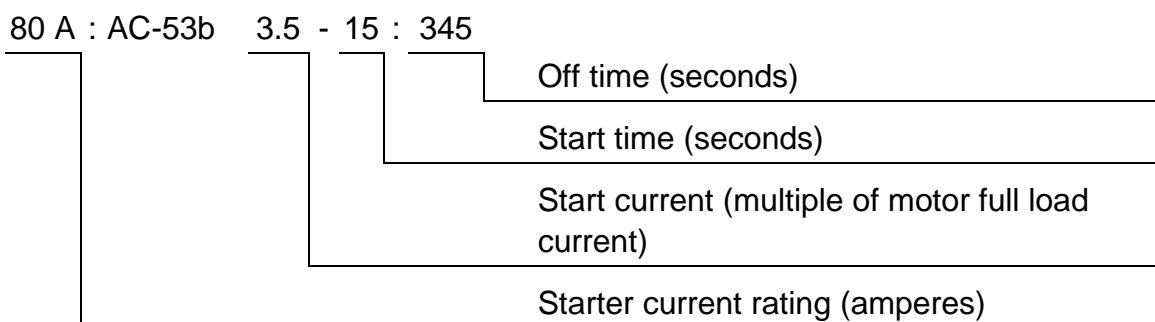 80 A : AC-53b 3.5 - 15 : 345
Off time (seconds)
Start time (seconds)
Start current (multiple of motor full load
current)
Starter current rating (amperes)